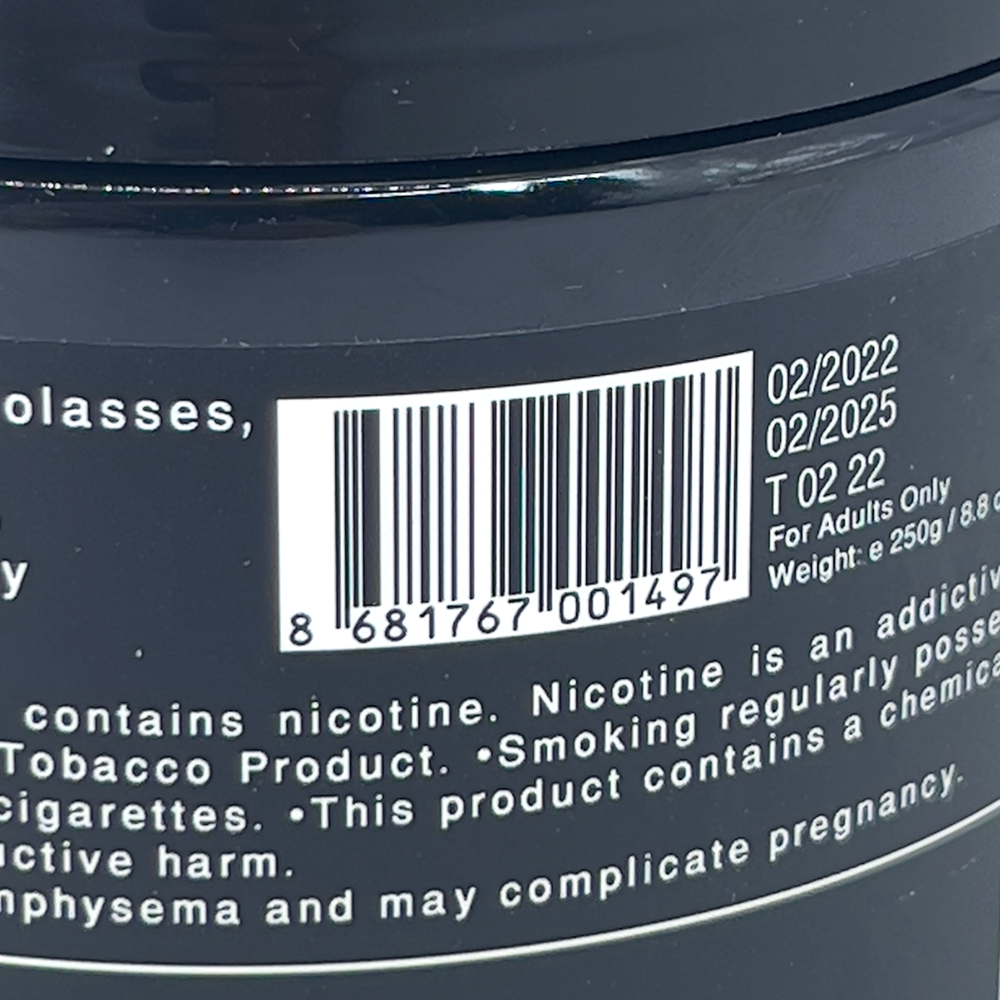 olasses,
y
8 681767 001497
02/2022
02/2025
T 02 22
For Adults Only
Weight: e 250g / 8.8
contains nicotine. Nicotine is an addictiv
Tobacco Product. •Smoking regularly posse
cigarettes. •This product contains a chemica
uctive harm.
mphysema and may complicate pregnancy.